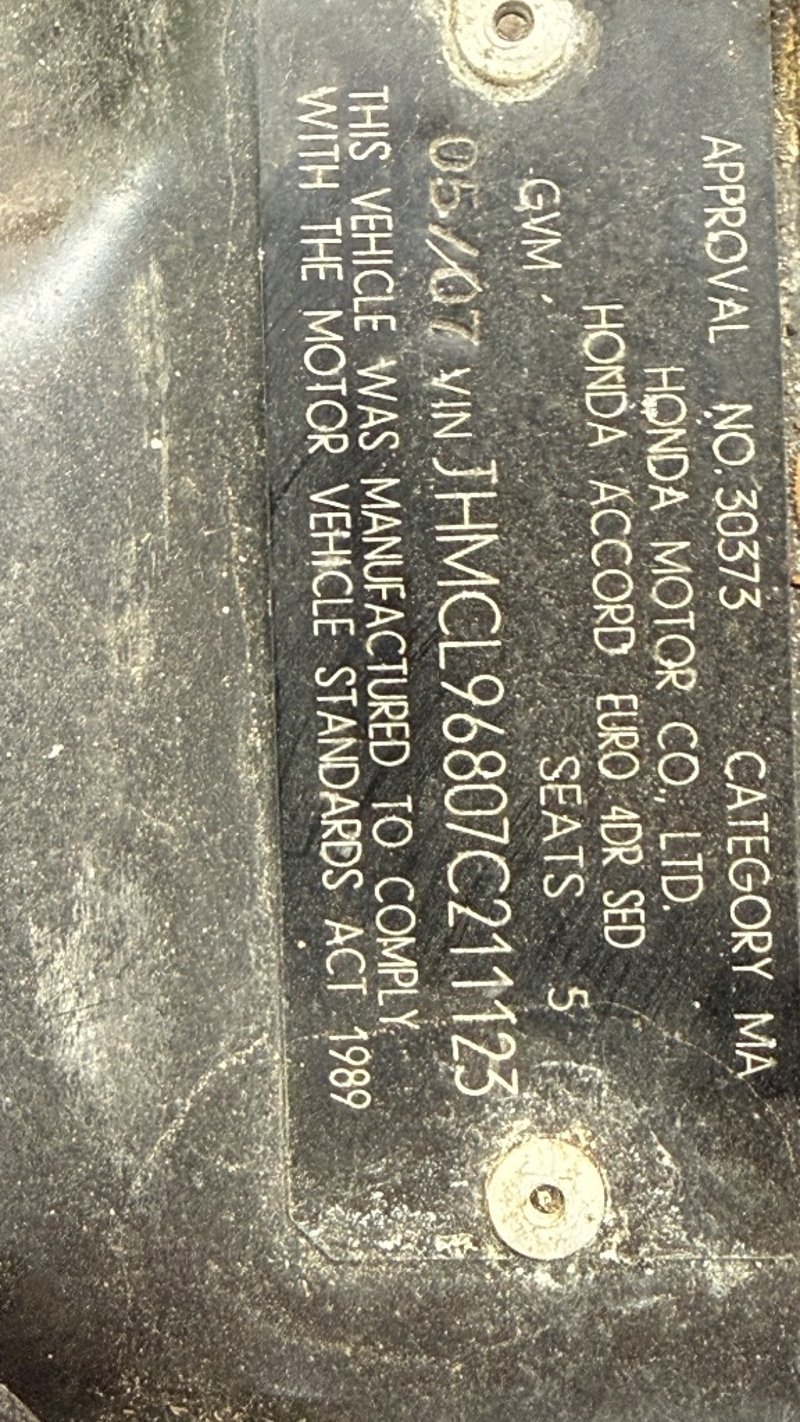 APPROVAL NO. 30373 CATEGORY MA
HONDA MOTOR CO., LTD.
HONDA ACCORD EURO 4DR SED
GVM SEATS 5
05/07 VIN JHMCL96807C211123
THIS VEHICLE WAS MANUFACTURED TO COMPLY
WITH THE MOTOR VEHICLE STANDARDS ACT 1989